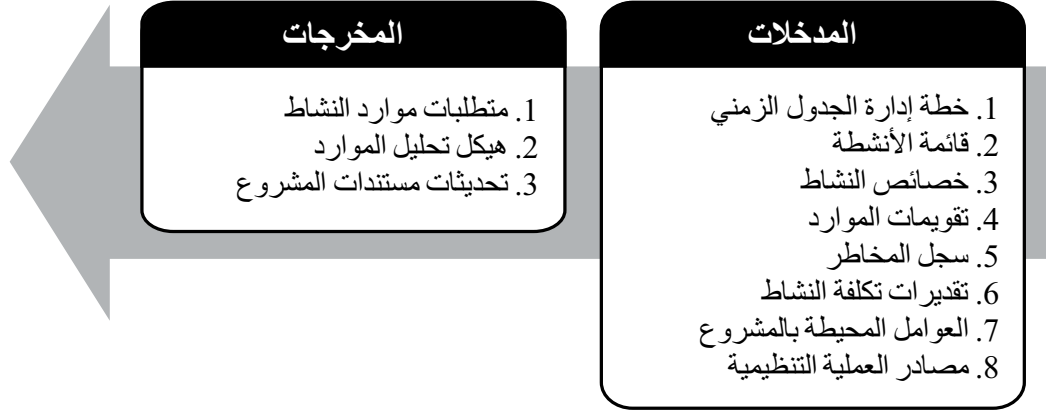 المدخلات
1. خطة إدارة الجدول الزمني
2. قائمة الأنشطة
3. خصائص النشاط
4. تقويمات الموارد
5. سجل المخاطر
6. تقديرات تكلفة النشاط
7. العوامل المحيطة بالمشروع
8. مصادر العملية التنظيمية
المخرجات
1. متطلبات موارد النشاط
2. هيكل تحليل الموارد
3. تحديثات مستندات المشروع